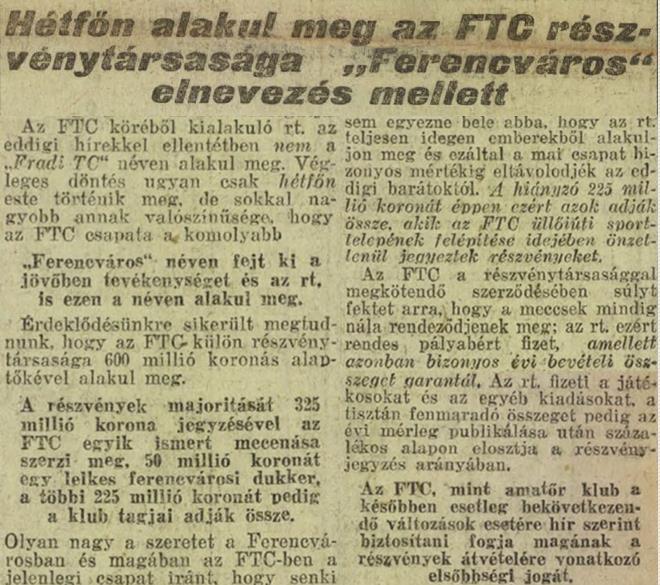 Hétfőn alakul meg az FTC rész-
vénytársasága „Ferencváros“
elnevezés mellett
Az FTC köréből kialakuló rt. az
eddigi hírekkel ellentétben nem a
„Fradi TC“ néven alakul meg. Vég-
leges döntés ugyan csak hétfőn
este történik meg, de sokkal na-
gyobb annak valószínűsége, hogy
az FTC csapata a komolyabb
„Ferencváros“ néven fejt ki a
jövőben tevékenységet és az rt.
is ezen a néven alakul meg.
Érdeklődésünkre sikerült megtud-
nunk, hogy az FTC külön részvény-
társasága 600 millió koronás alap-
tőkével alakul meg.
A részvények majoritását 325
millió korona jegyzésével az
FTC egyik ismert mecenása
szerzi meg, 50 millió koronát
egy lelkes ferencvárosi dukker,
a többi 225 millió koronát pedig
a klub tagjai adják össze.
Olyan nagy a szeretet a Ferencvá-
rosban és magában az FTC-ben a
jelenlegi csapat iránt, hogy senki
sem egyezne bele abba, hogy az rt.
teljesen idegen emberekből alakul-
jon meg és ezáltal a mai csapat bi-
zonyos mértékig eltávolodjék az ed-
digi barátoktól. A hiányzó 225 mil-
lió koronát éppen ezért azok adják
össze, akik az FTC üllőiúti sport-
telepének felépítése idejében önzet-
lenül jegyeztek részvényeket.
Az FTC a részvénytársasággal
megkötendő szerződésében súlyt
fektet arra, hogy a meccsek mindig
nála rendeződjenek meg; az rt. ezért
rendes pályabért fizet, amellett
azonban bizonyos évi bevételi ösz-
szeget garantál. Az rt. fizeti a játé-
kosokat és az egyéb kiadásokat, a
tisztán fenmaradó összeget pedig az
évi mérleg publikálása után száza-
lékos alapon elosztja a részvény-
jegyzés arányában.
Az FTC, mint amatőr klub a
későbben esetleg bekövetkezen-
dő változások esetére hír szerint
biztosítani fogja magának a
részvények átvételére vonatkozó
elsőbbségi jogát.